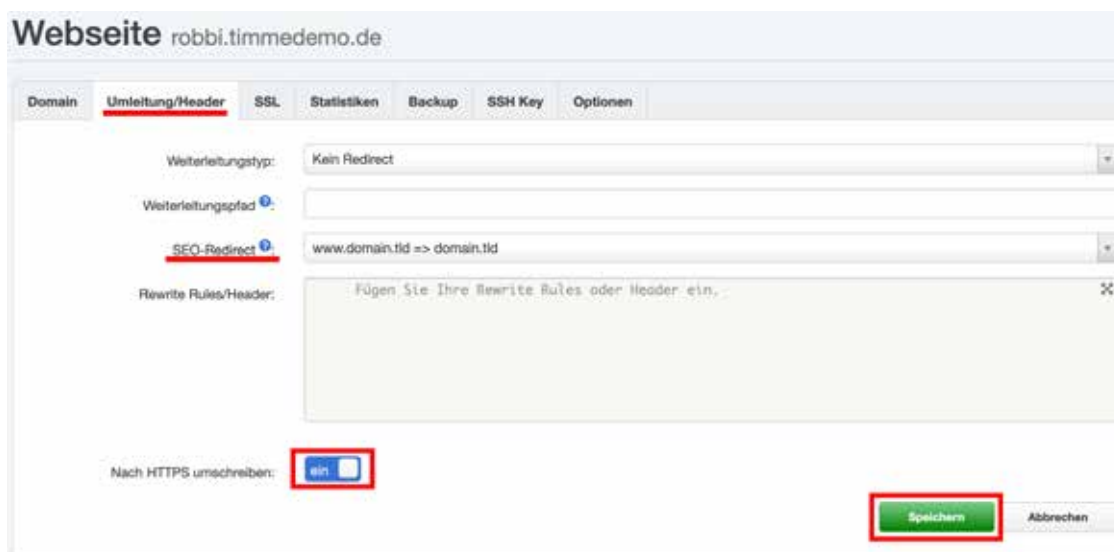 Webseite robbi.timmedemo.de
Domain Umleitung/Header SSL Statistiken Backup SSH Key Optionen
Weiterleitungstyp: Kein Redirect
Weiterleitungspfad ?:
SEO-Redirect ?: www.domain.tld => domain.tld
Rewrite Rules/Header: Fügen Sie Ihre Rewrite Rules oder Header ein.
Nach HTTPS umschreiben: ein
Speichern Abbrechen